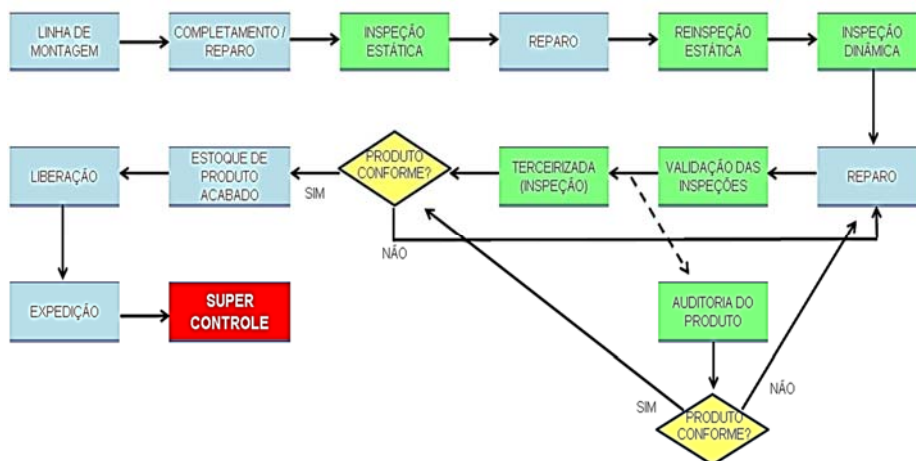 LINHA DE
MONTAGEM
COMPLETAMENTO /
REPARO
INSPEÇÃO
ESTÁTICA
REPARO
REINSPEÇÃO
ESTÁTICA
INSPEÇÃO
DINÂMICA
LIBERAÇÃO
ESTOQUE DE
PRODUTO
ACABADO
SIM
PRODUTO
CONFORME?
NÃO
TERCEIRIZADA
(INSPEÇÃO)
VALIDAÇÃO DAS
INSPEÇÕES
REPARO
EXPEDIÇÃO
SUPER
CONTROLE
AUDITORIA DO
PRODUTO
SIM
PRODUTO
CONFORME?
NÃO